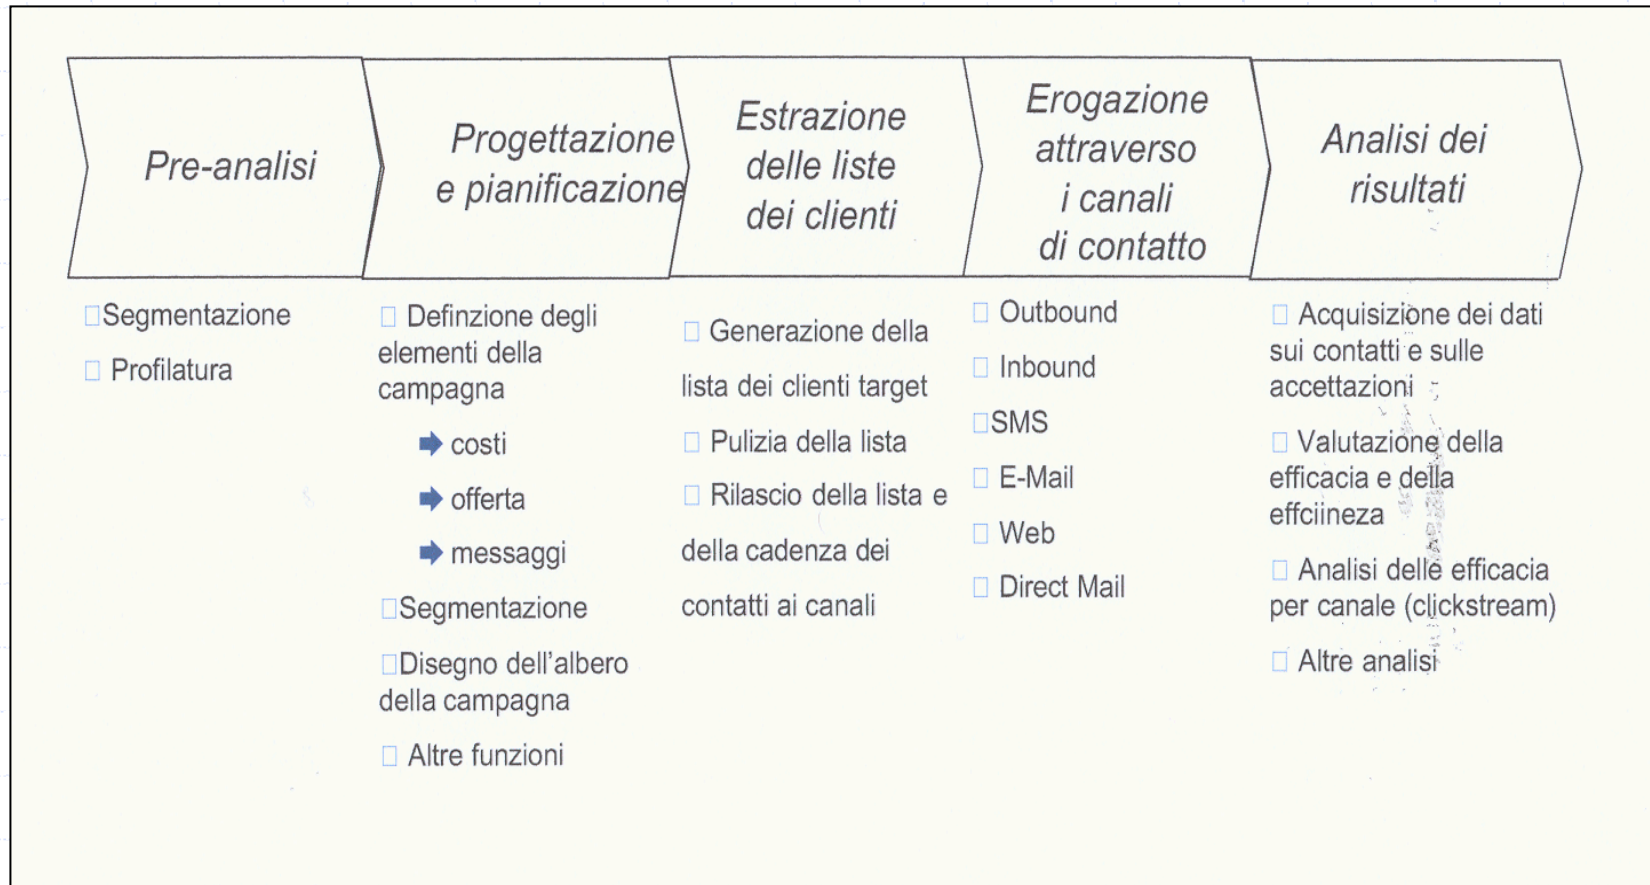 Pre-analisi
Progettazione
e pianificazione
Estrazione
delle liste
dei clienti
Erogazione
attraverso
i canali
di contatto
Analisi dei
risultati
Segmentazione
Profilatura
Definzione degli
elementi della
campagna
costi
offerta
messaggi
Segmentazione
Disegno dell'albero
della campagna
Altre funzioni
Generazione della
lista dei clienti target
Pulizia della lista
Rilascio della lista e
della cadenza dei
contatti ai canali
Outbound
Inbound
SMS
E-Mail
Web
Direct Mail
Acquisizione dei dati
sui contatti e sulle
accettazioni
Valutazione della
efficacia e della
effciineza
Analisi delle efficacia
per canale (clickstream)
Altre analisi